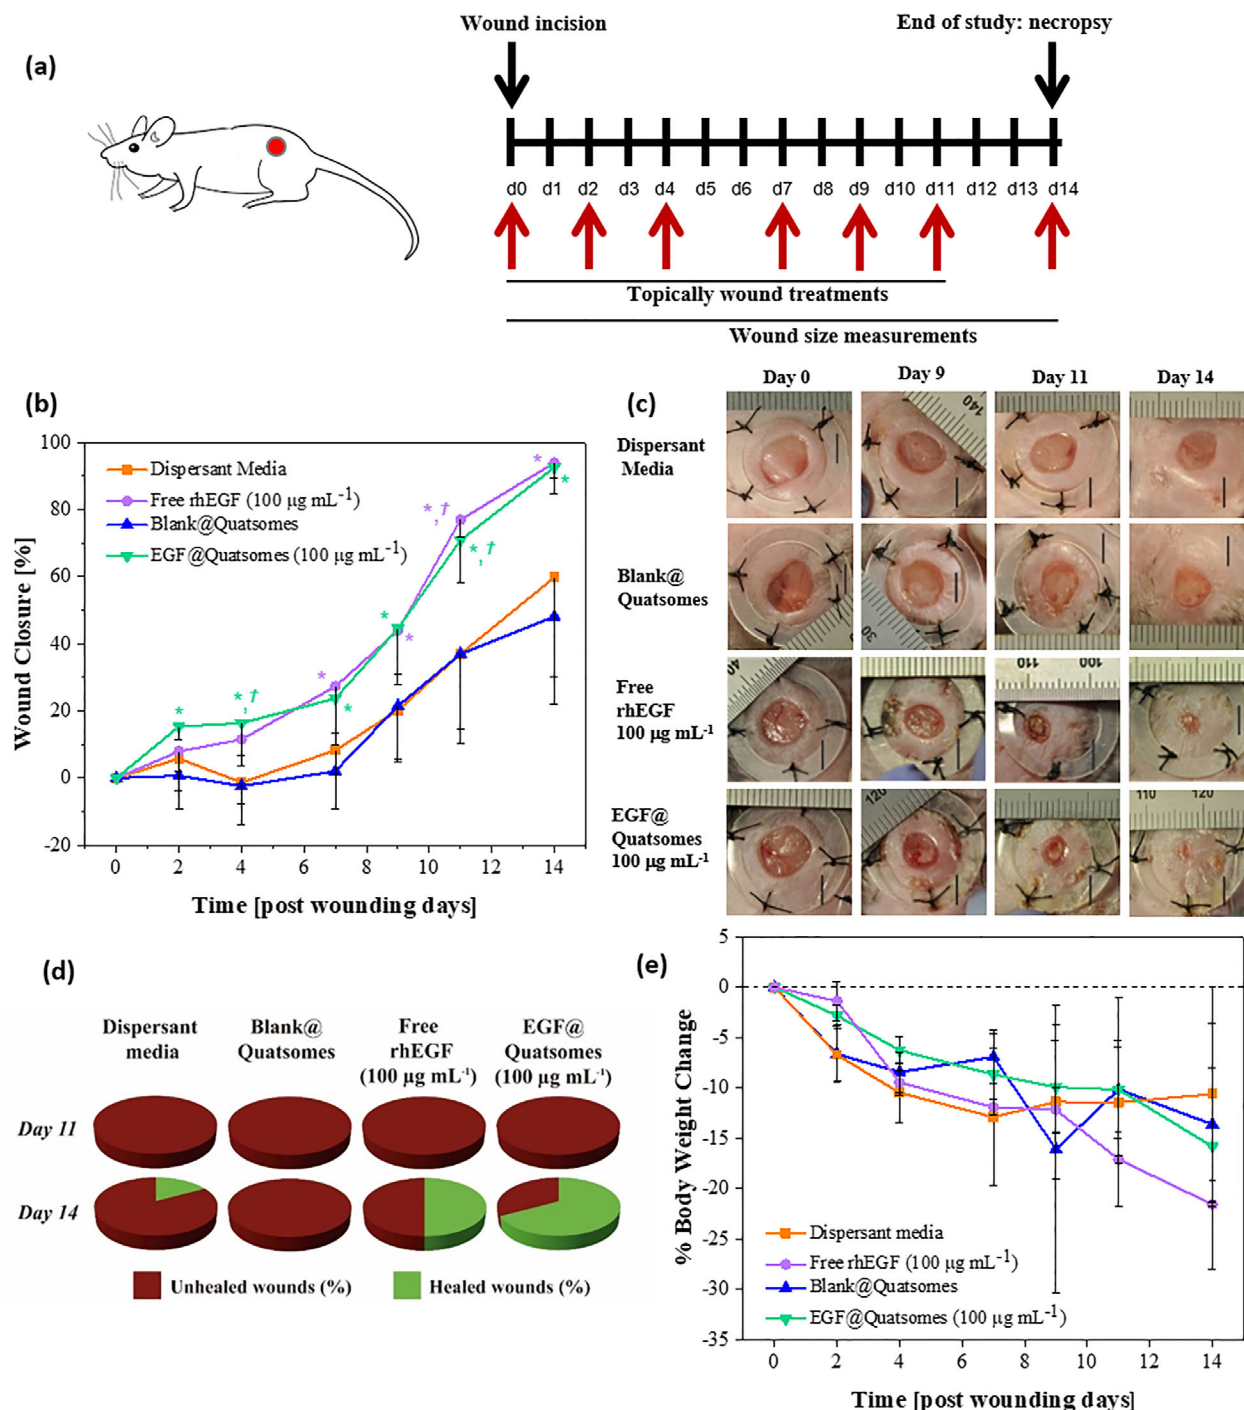 Wound incision
End of study: necropsy
(a)
d0 d1 d2 d3 d4 d5 d6 d7 d8 d9 d10 d11 d12 d13 d14
Topically wound treatments
Wound size measurements
(b)
100
80
60
40
20
0
-20
Wound Closure [%]
Dispersant Media
Free rhEGF (100 µg mL⁻¹)
Blank@Quatsomes
EGF@Quatsomes (100 µg mL⁻¹)
*
*,†
*
*
*
*
*,†
*,†
*
*
0 2 4 6 8 10 12 14
Time [post wounding days]
(c)
Day 0 Day 9 Day 11 Day 14
Dispersant
Media
140
Blank@
Quatsomes
30
Free
rhEGF
100 µg mL⁻¹
40
110 100
EGF@
Quatsomes
100 µg mL⁻¹
120
110 120
(d)
Dispersant
media
Blank@
Quatsomes
Free
rhEGF
(100 µg mL⁻¹)
EGF@
Quatsomes
(100 µg mL⁻¹)
Day 11
Day 14
Unhealed wounds (%)
Healed wounds (%)
(e)
5
0
-5
-10
-15
-20
-25
-30
-35
% Body Weight Change
Dispersant media
Free rhEGF (100 µg mL⁻¹)
Blank@Quatsomes
EGF@Quatsomes (100 µg mL⁻¹)
0 2 4 6 8 10 12 14
Time [post wounding days]